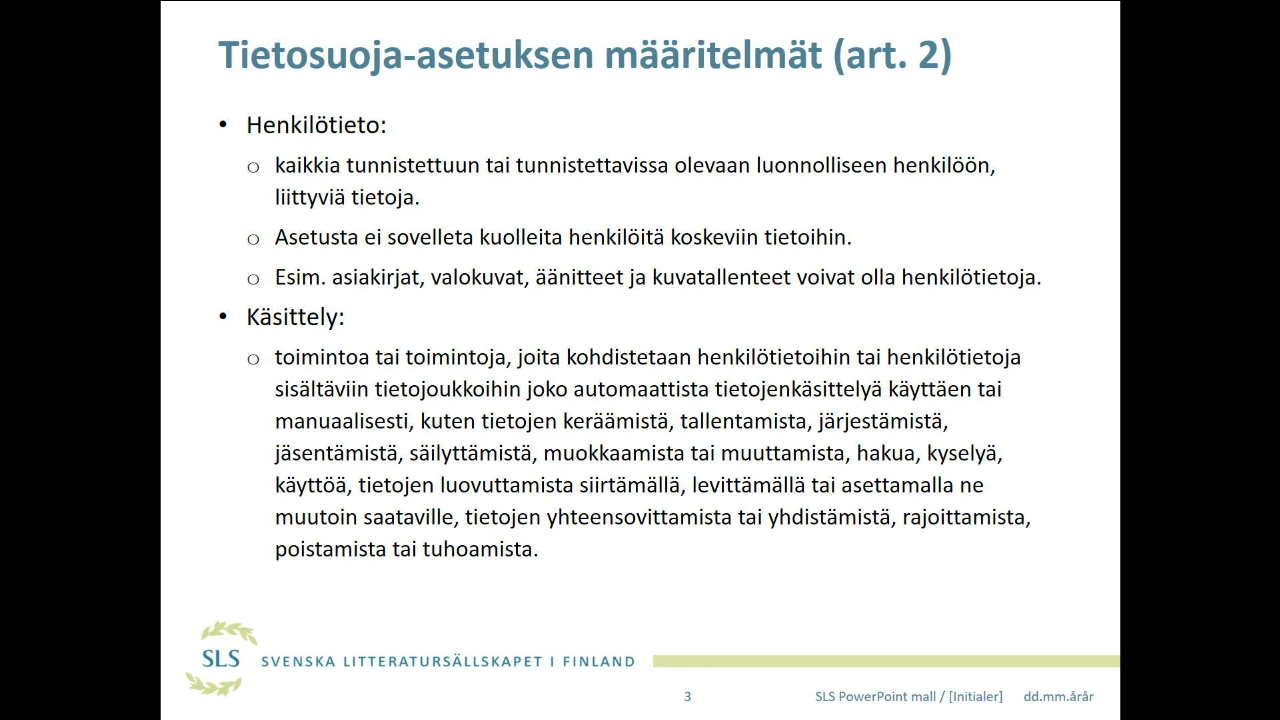 Tietosuoja-asetuksen määritelmät (art. 2)
• Henkilötieto:
o kaikkia tunnistettuun tai tunnistettavissa olevaan luonnolliseen henkilöön,
liittyviä tietoja.
o Asetusta ei sovelleta kuolleita henkilöitä koskeviin tietoihin.
o Esim. asiakirjat, valokuvat, äänitteet ja kuvatallenteet voivat olla henkilötietoja.
• Käsittely:
o toimintoa tai toimintoja, joita kohdistetaan henkilötietoihin tai henkilötietoja
sisältäviin tietojoukkoihin joko automaattista tietojenkäsittelyä käyttäen tai
manuaalisesti, kuten tietojen keräämistä, tallentamista, järjestämistä,
jäsentämistä, säilyttämistä, muokkaamista tai muuttamista, hakua, kyselyä,
käyttöä, tietojen luovuttamista siirtämällä, levittämällä tai asettamalla ne
muutoin saataville, tietojen yhteensovittamista tai yhdistämistä, rajoittamista,
poistamista tai tuhoamista.
SLS SVENSKA LITTERATURSÄLLSKAPET I FINLAND
3 SLS PowerPoint mall / [Initialer] dd.mm.årår